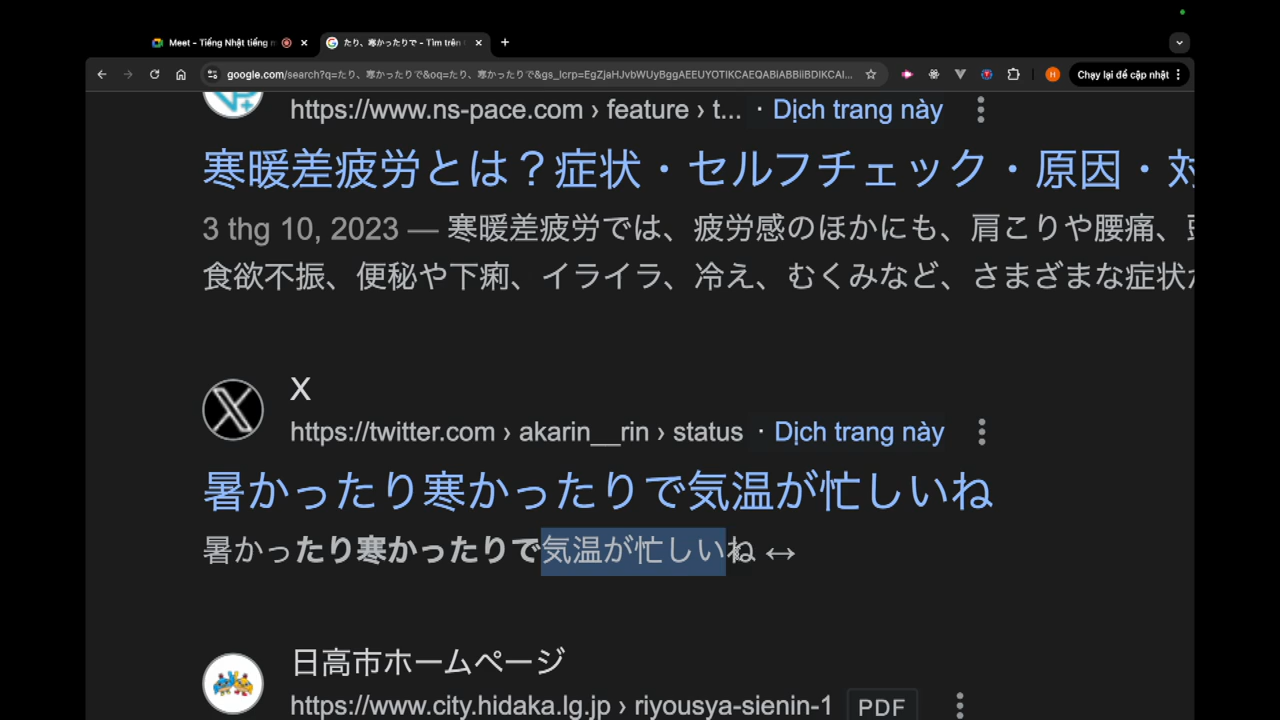 Meet - Tiếng Nhật tiếng
たり、寒かったりで - Tìm trên
google.com/search?q=たり、寒かったりで&oq=たり、寒かったりで&gs_lcrp=EgZjaHJvbWUyBggAEEUYOTIKCAEQABiABBiiBDIKCAI...
Chạy lại để cập nhật
https://www.ns-pace.com › feature › t... · Dịch trang này
寒暖差疲労とは？症状・セルフチェック・原因・対
3 thg 10, 2023 — 寒暖差疲労では、疲労感のほかにも、肩こりや腰痛、
食欲不振、便秘や下痢、イライラ、冷え、むくみなど、さまざまな症状
X
https://twitter.com › akarin__rin › status · Dịch trang này
暑かったり寒かったりで気温が忙しいね
暑かったり寒かったりで気温が忙しいね ↔
日高市ホームページ
https://www.city.hidaka.lg.jp › riyousya-sienin-1 PDF